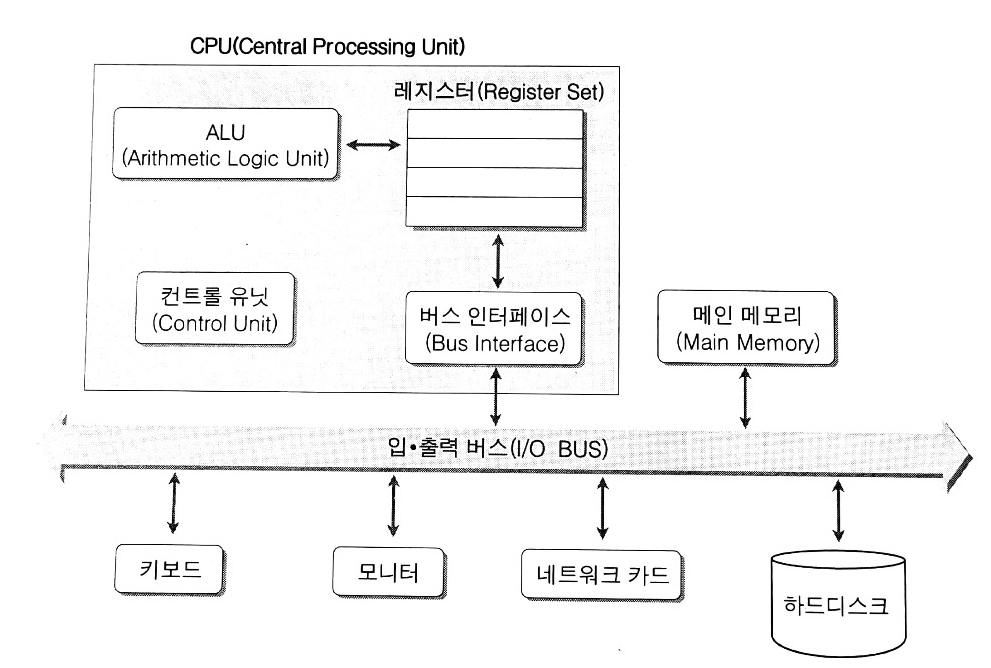 CPU(Central Processing Unit)
레지스터(Register Set)
ALU
(Arithmetic Logic Unit)
컨트롤 유닛
(Control Unit)
버스 인터페이스
(Bus Interface)
메인 메모리
(Main Memory)
입•출력 버스(I/O BUS)
키보드
모니터
네트워크 카드
하드디스크